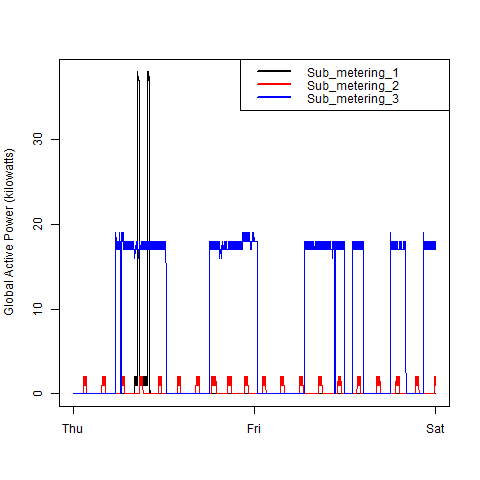 Sub_metering_1
Sub_metering_2
Sub_metering_3
Global Active Power (kilowatts)
30
20
10
0
Thu Fri Sat